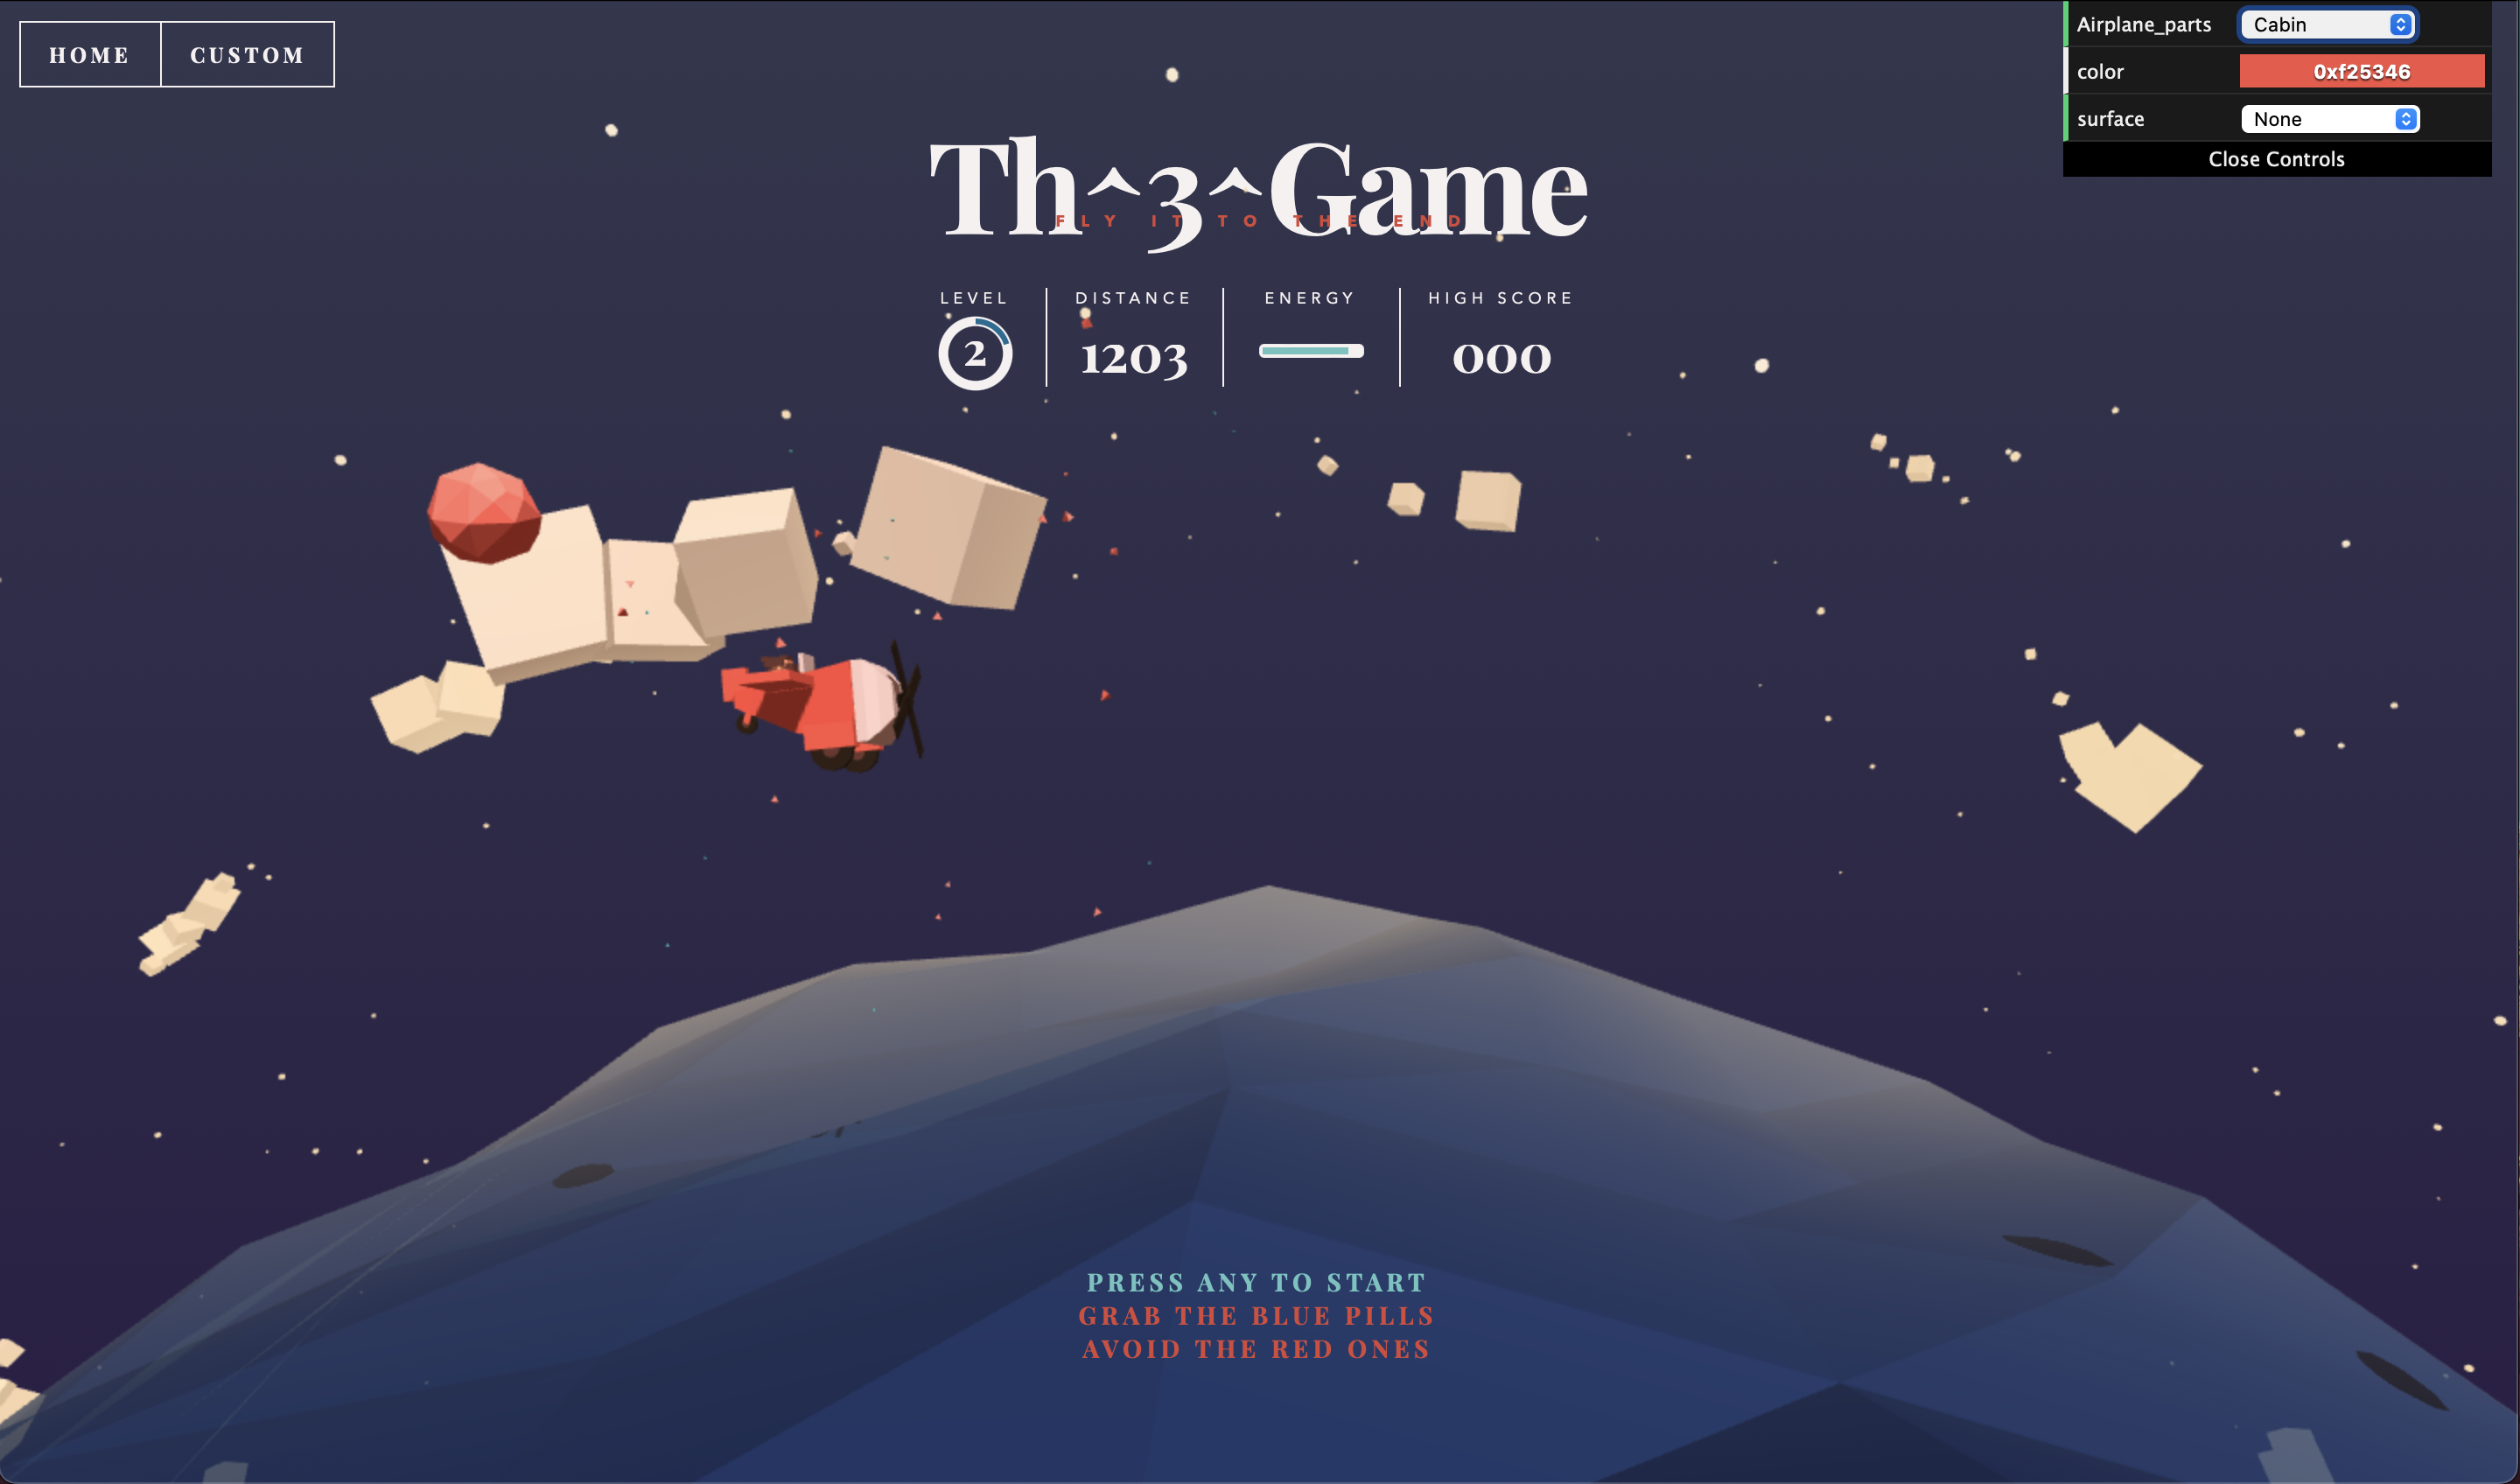 HOME CUSTOM
Airplane_parts Cabin
color 0xf25346
surface None
Close Controls
Th^3^Game
FLY IT TO THE END
LEVEL DISTANCE ENERGY HIGH SCORE
2 1203 000
PRESS ANY TO START
GRAB THE BLUE PILLS
AVOID THE RED ONES